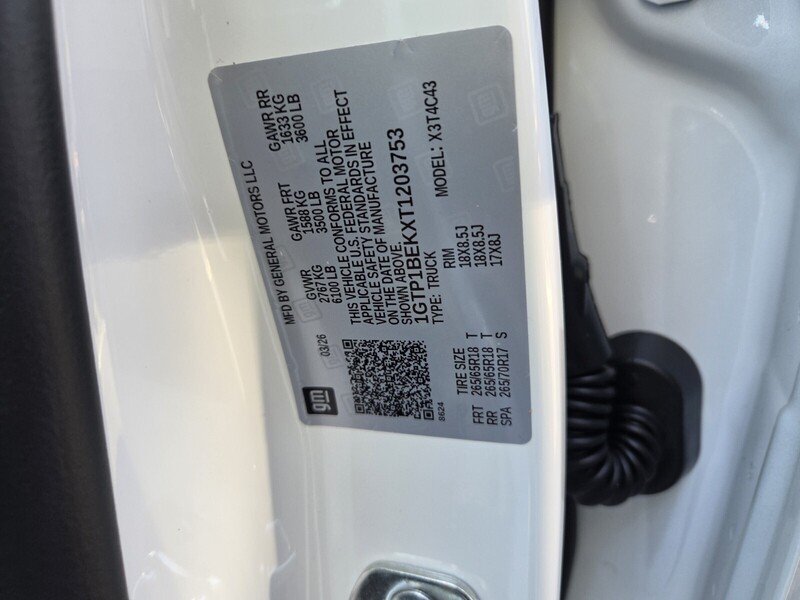 gm
MFD BY GENERAL MOTORS LLC
03/26
GVWR GAWR FRT GAWR RR
2767 KG 1588 KG 1633 KG
6100 LB 3500 LB 3600 LB
THIS VEHICLE CONFORMS TO ALL
APPLICABLE U.S. FEDERAL MOTOR
VEHICLE SAFETY STANDARDS IN EFFECT
ON THE DATE OF MANUFACTURE
SHOWN ABOVE.
1GTP1BEKXT1203753
TYPE: TRUCK MODEL: X3T4C43
8624
TIRE SIZE RIM
FRT 265/65R18 T 18X8.5J
RR 265/65R18 T 18X8.5J
SPA 265/70R17 S 17X8J